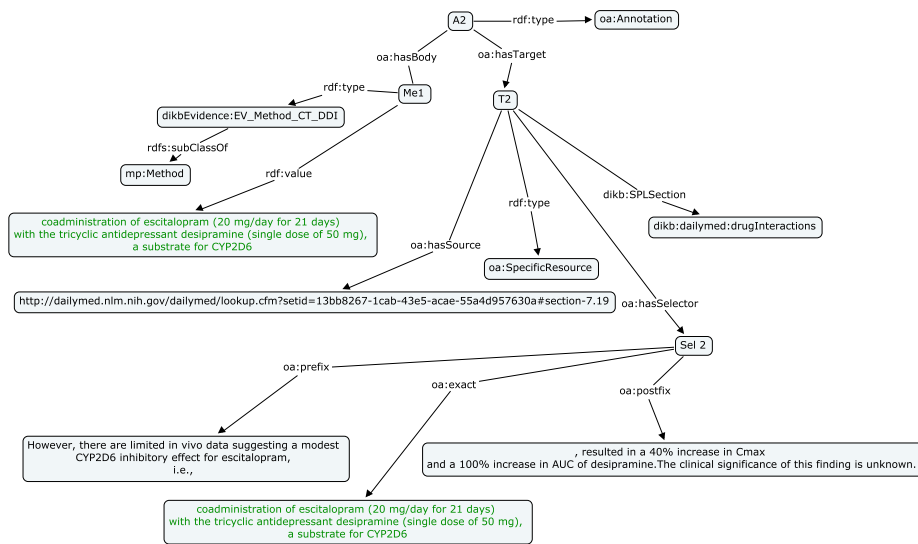 A2
rdf:type
oa:Annotation
oa:hasBody
oa:hasTarget
rdf:type
Me1
T2
dikbEvidence:EV_Method_CT_DDI
rdfs:subClassOf
mp:Method
rdf:value
dikb:SPLSection
rdf:type
coadministration of escitalopram (20 mg/day for 21 days)
with the tricyclic antidepressant desipramine (single dose of 50 mg),
a substrate for CYP2D6
dikb:dailymed:drugInteractions
oa:hasSource
oa:SpecificResource
http://dailymed.nlm.nih.gov/dailymed/lookup.cfm?setid=13bb8267-1cab-43e5-acae-55a4d957630a#section-7.19
oa:hasSelector
Sel 2
oa:prefix
oa:exact
oa:postfix
However, there are limited in vivo data suggesting a modest
CYP2D6 inhibitory effect for escitalopram,
i.e.,
, resulted in a 40% increase in Cmax
and a 100% increase in AUC of desipramine.The clinical significance of this finding is unknown.
coadministration of escitalopram (20 mg/day for 21 days)
with the tricyclic antidepressant desipramine (single dose of 50 mg),
a substrate for CYP2D6